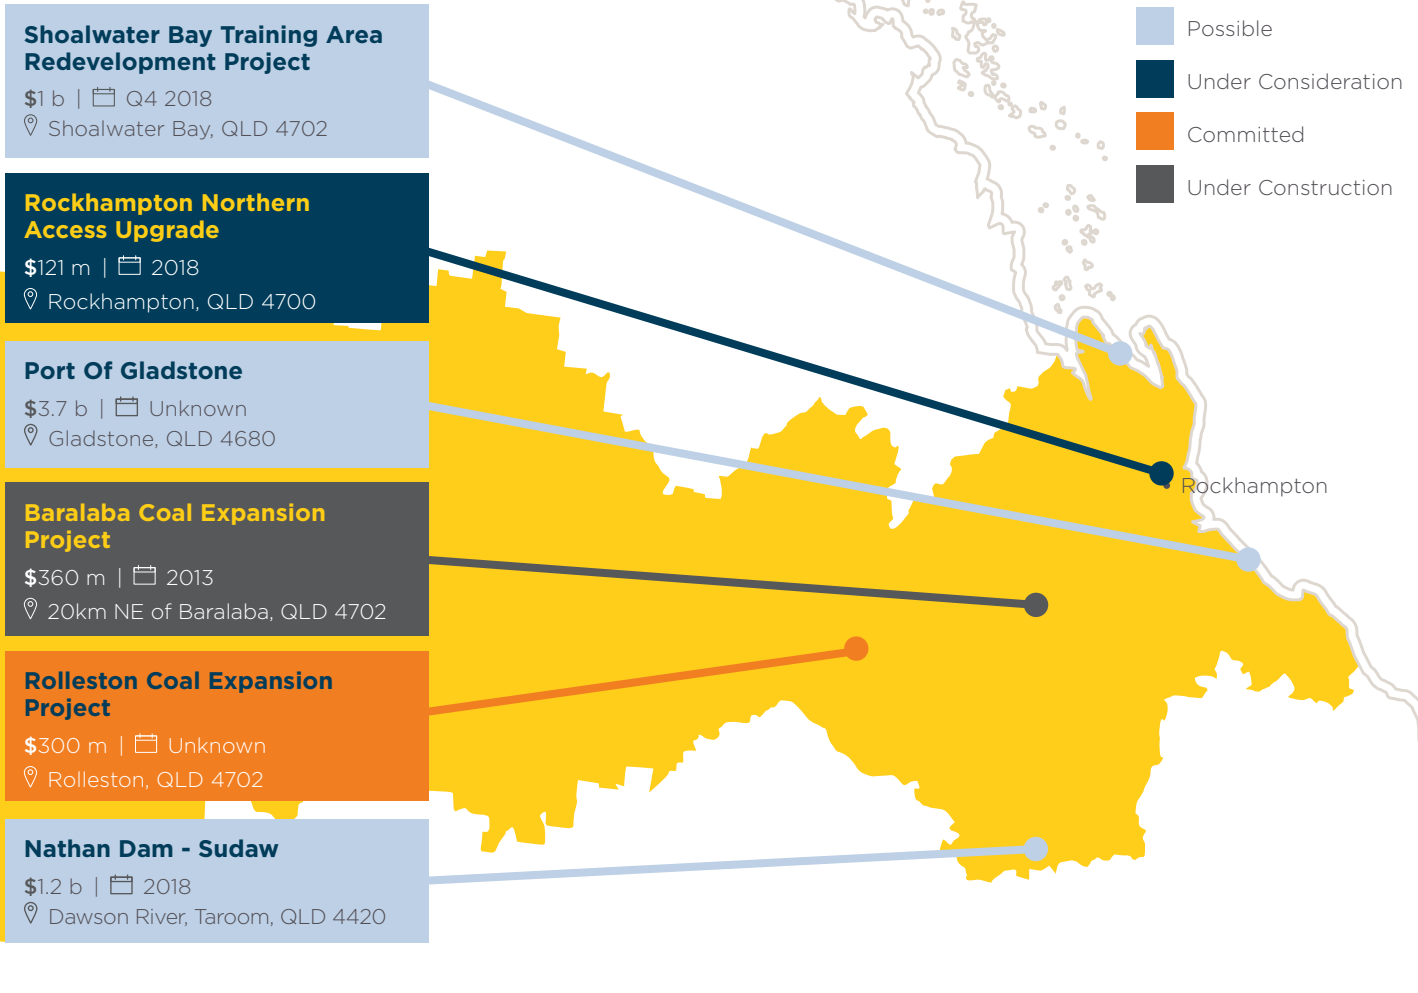 Shoalwater Bay Training Area
Redevelopment Project
$1 b | Q4 2018
Shoalwater Bay, QLD 4702
Rockhampton Northern
Access Upgrade
$121 m | 2018
Rockhampton, QLD 4700
Port Of Gladstone
$3.7 b | Unknown
Gladstone, QLD 4680
Baralaba Coal Expansion
Project
$360 m | 2013
20km NE of Baralaba, QLD 4702
Rolleston Coal Expansion
Project
$300 m | Unknown
Rolleston, QLD 4702
Nathan Dam - Sudaw
$1.2 b | 2018
Dawson River, Taroom, QLD 4420
Possible
Under Consideration
Committed
Under Construction
Rockhampton